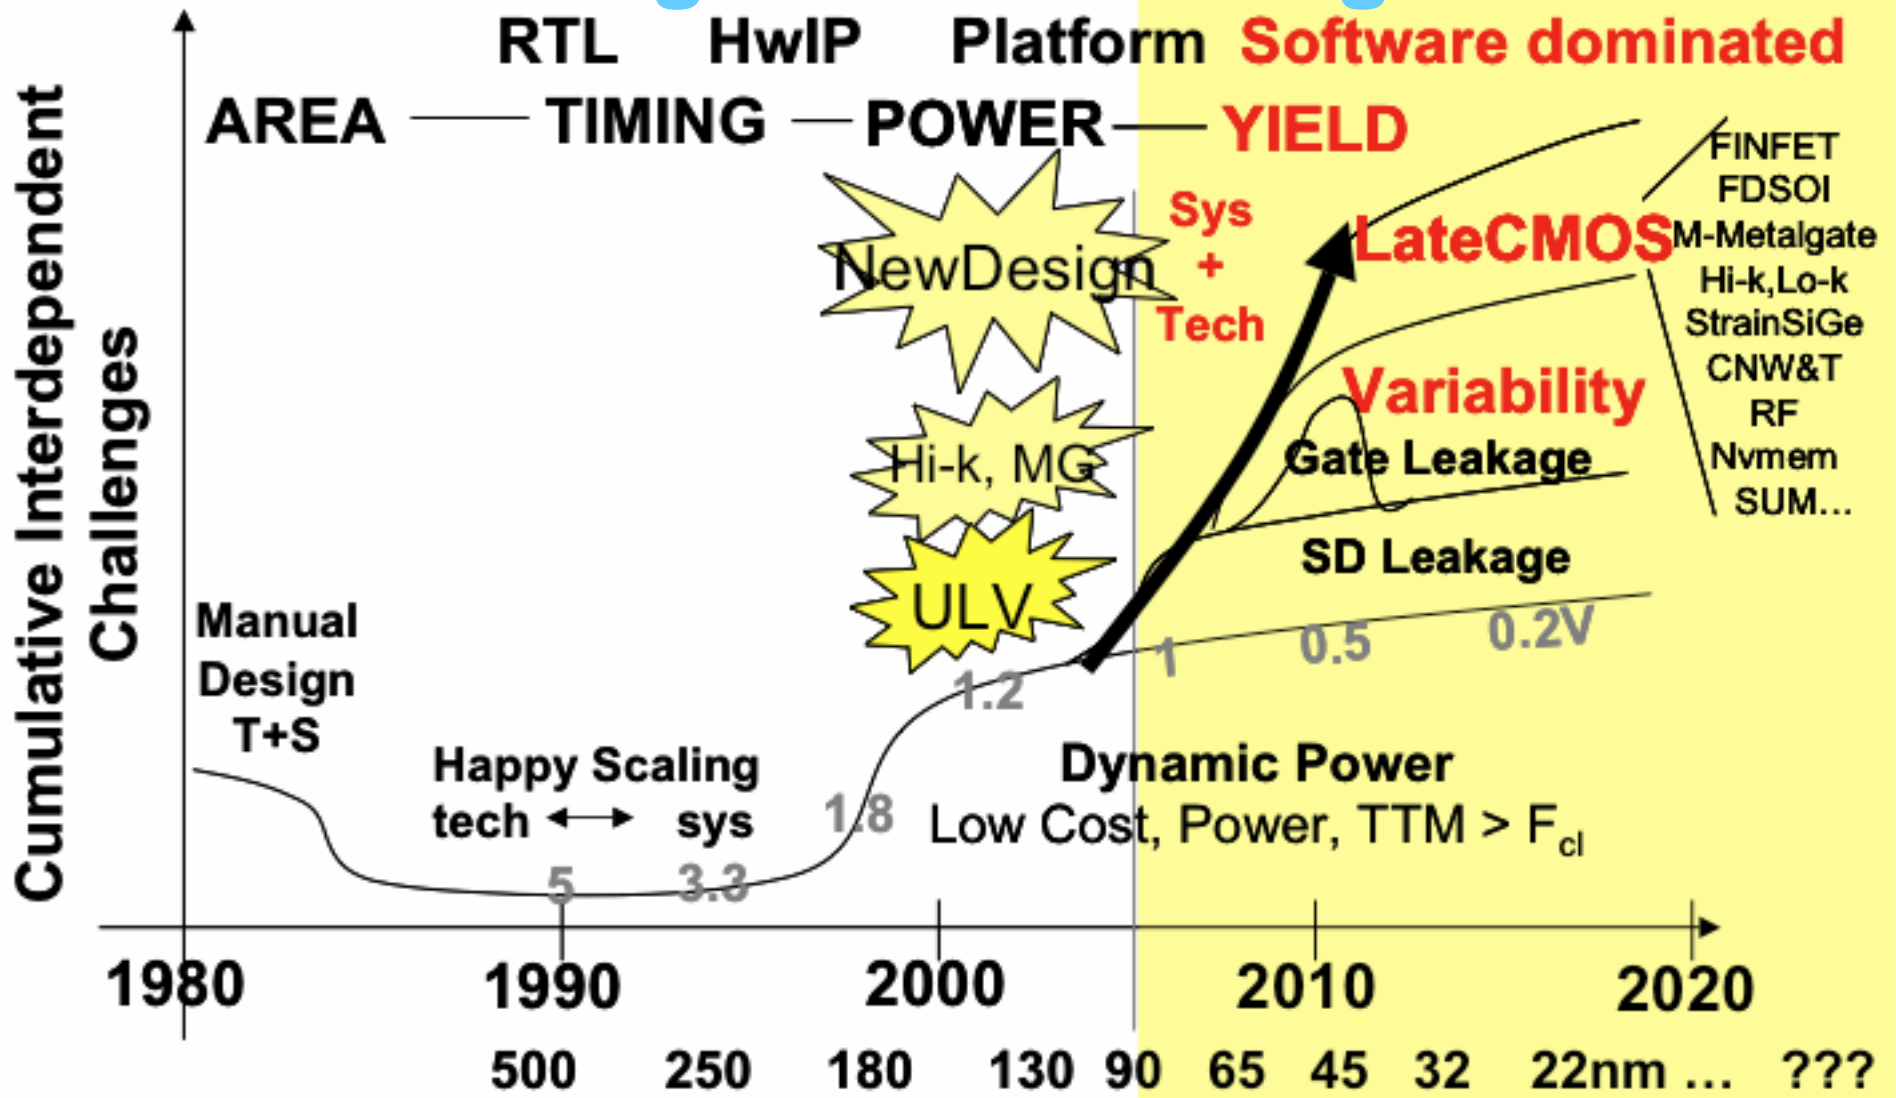 RTL HwIP Platform Software dominated
AREA TIMING POWER YIELD
Cumulative Interdependent
Challenges
NewDesign
Sys
+
Tech
LateCMOS
FINFET
FDSOI
M-Metalgate
Hi-k,Lo-k
StrainSiGe
CNW&T
RF
Nvmem
SUM...
Variability
Hi-k, MG
Gate Leakage
ULV
SD Leakage
Manual
Design
T+S
1.2 1 0.5 0.2V
Happy Scaling
tech sys
1.8
5 3.3
Dynamic Power
Low Cost, Power, TTM > Fcl
1980 1990 2000 2010 2020
500 250 180 130 90 65 45 32 22nm ... ???